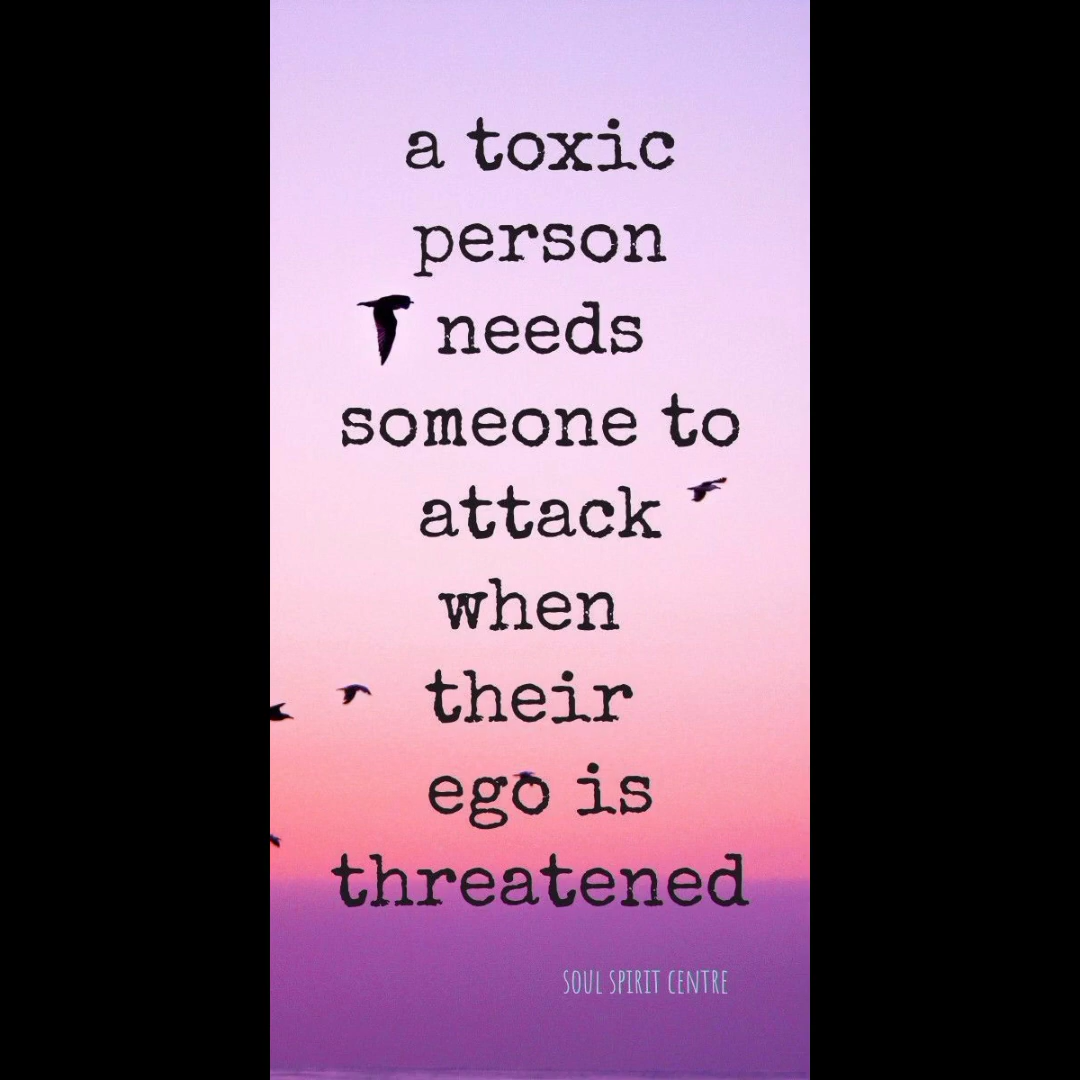 a toxic
person
needs
someone to
attack
when
their
ego is
threatened
SOUL SPIRIT CENTRE